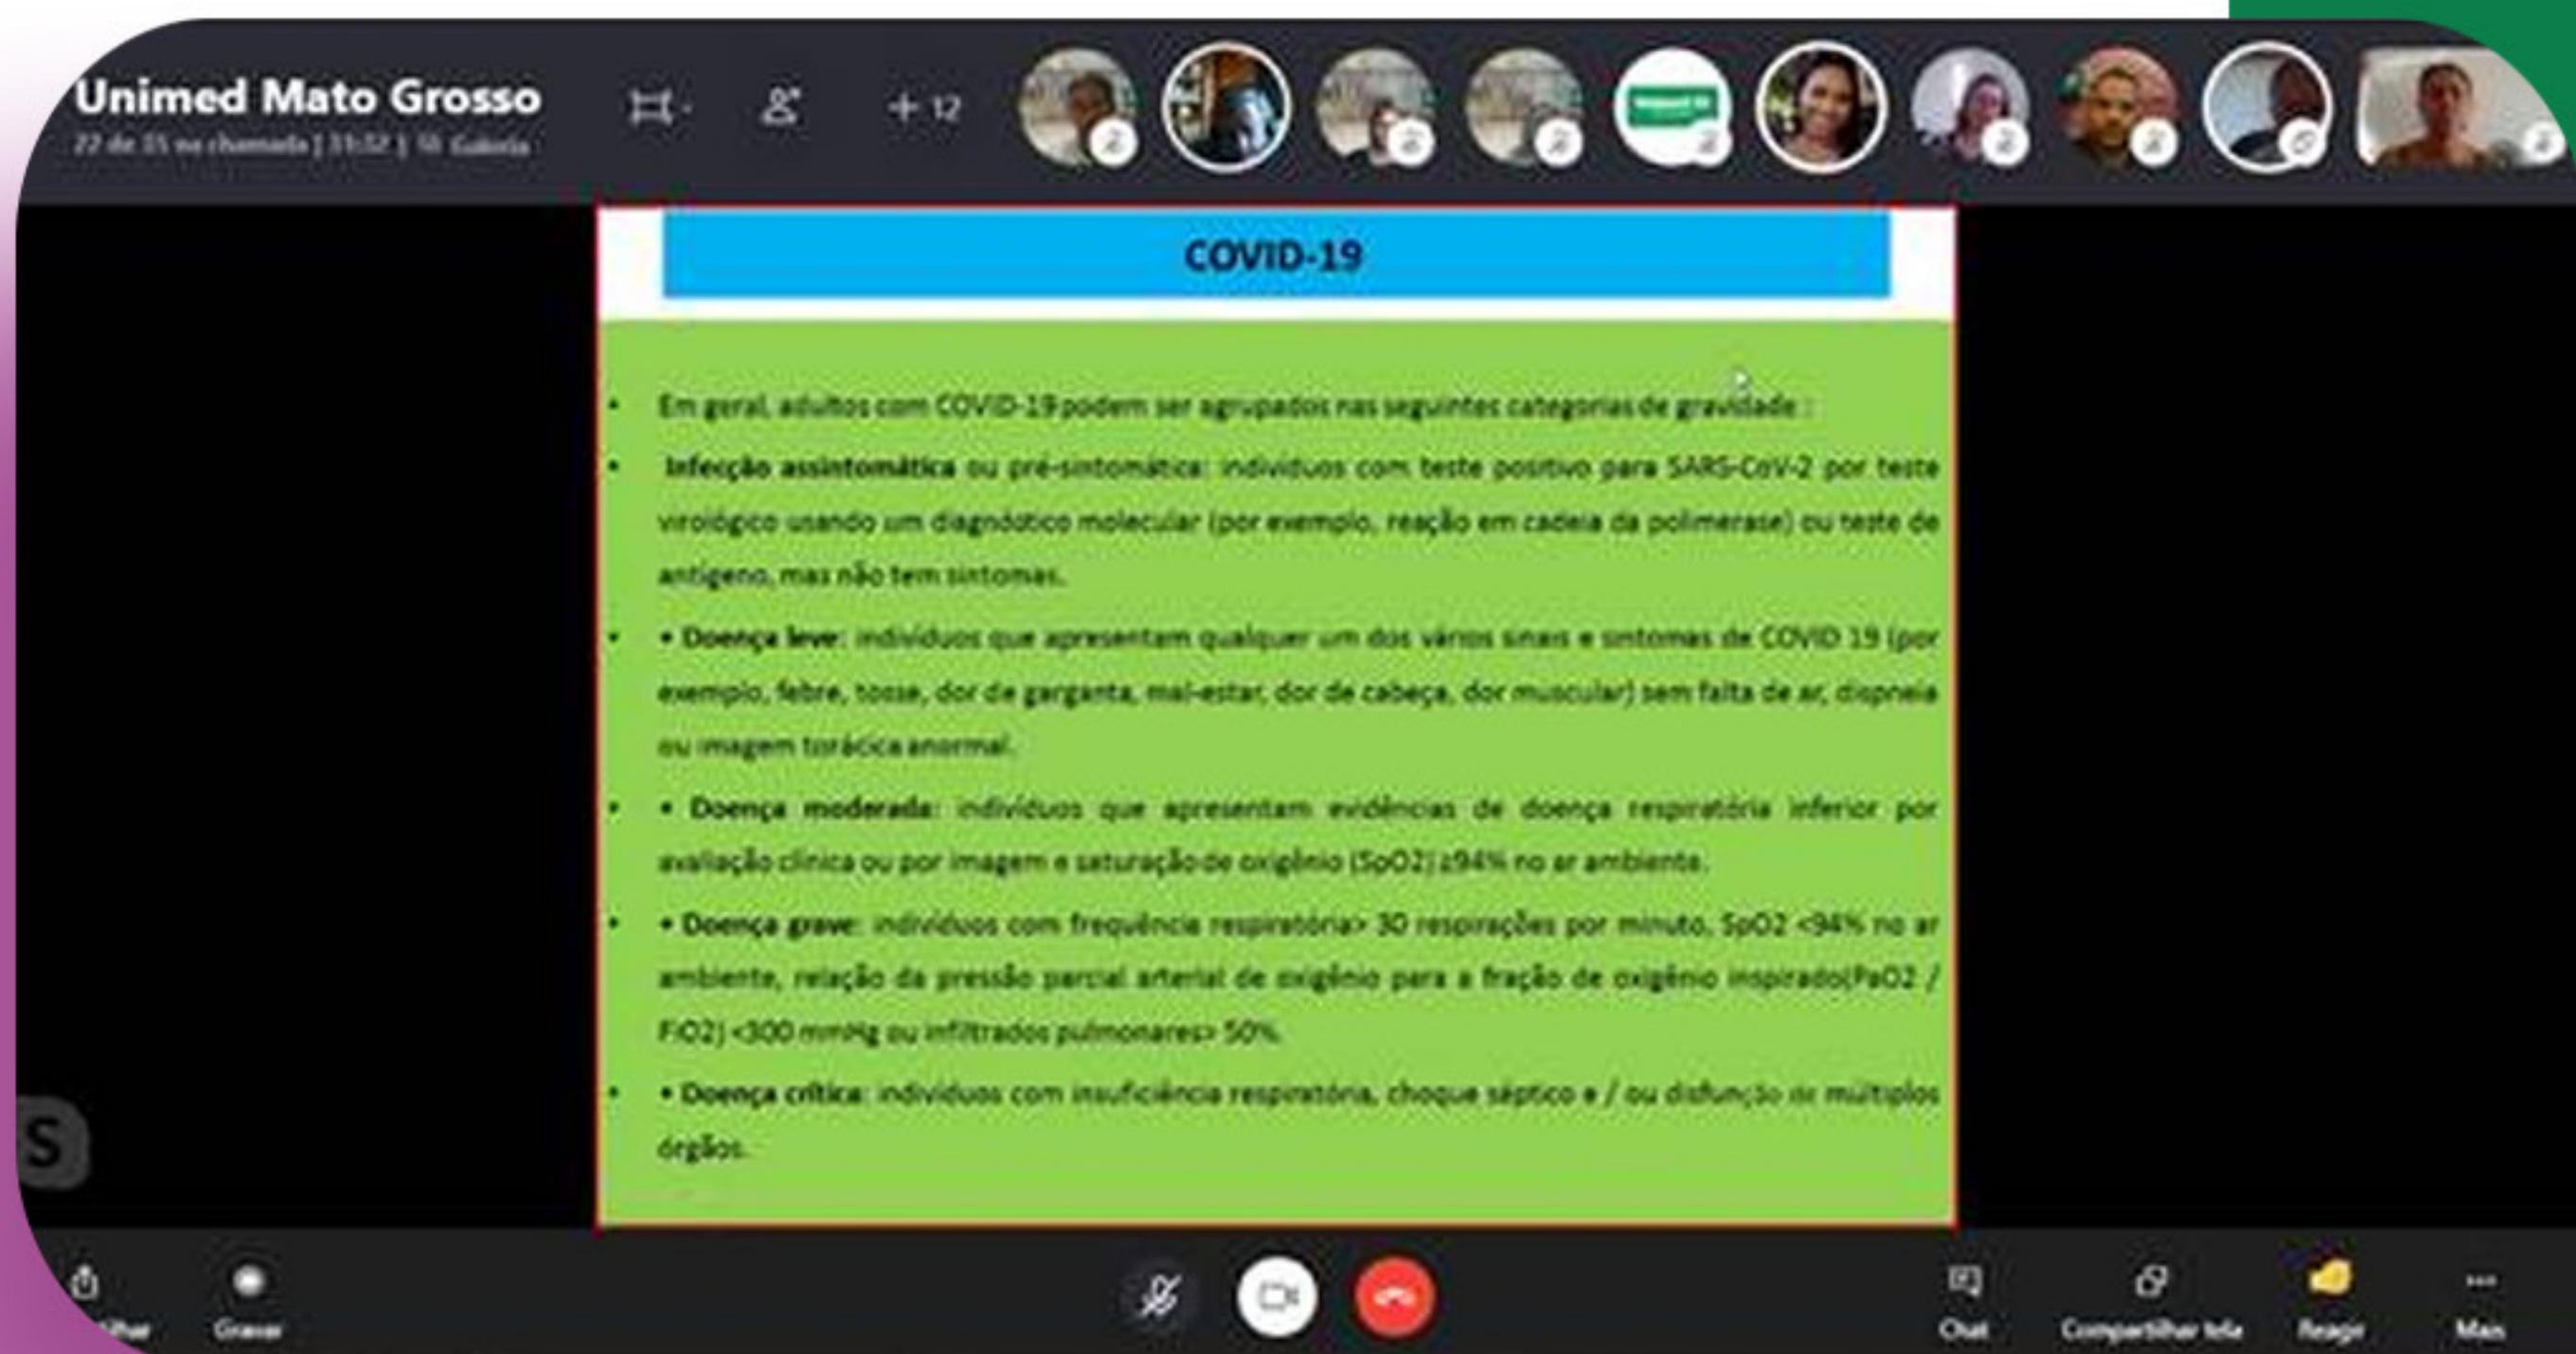 Unimed Mato Grosso
22 de 35 na chamada | 31:32 | Galeria
+ 12
COVID-19
• Em geral, adultos com COVID-19 podem ser agrupados nas seguintes categorias de gravidade :
• Infecção assintomática ou pré-sintomática: indivíduos com teste positivo para SARS-CoV-2 por teste
virológico usando um diagnóstico molecular (por exemplo, reação em cadeia da polimerase) ou teste de
antígeno, mas não tem sintomas.
• • Doença leve: indivíduos que apresentam qualquer um dos vários sinais e sintomas de COVID 19 (por
exemplo, febre, tosse, dor de garganta, mal-estar, dor de cabeça, dor muscular) sem falta de ar, dispneia
ou imagem torácica anormal.
• • Doença moderada: indivíduos que apresentam evidências de doença respiratória inferior por
avaliação clínica ou por imagem e saturação de oxigênio (SpO2) ≥94% no ar ambiente.
• • Doença grave: indivíduos com frequência respiratória> 30 respirações por minuto, SpO2 <94% no ar
ambiente, relação da pressão parcial arterial de oxigênio para a fração de oxigênio inspirado(PaO2 /
FiO2) <300 mmHg ou infiltrados pulmonares> 50%.
• • Doença crítica: indivíduos com insuficiência respiratória, choque séptico e / ou disfunção de múltiplos
órgãos.
S
Gravar
Chat
Compartilhar tela
Reagir
Mais